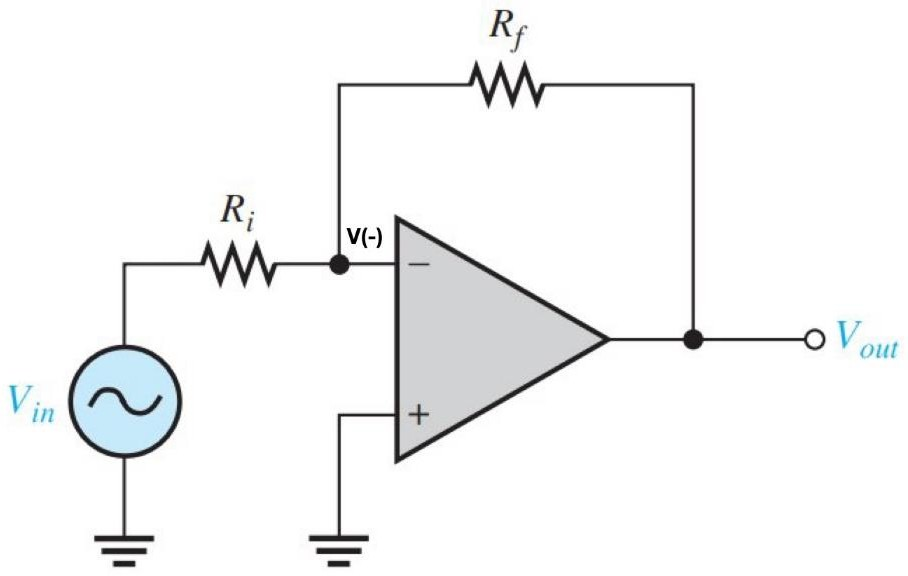 R_f
R_i
V(-)
−
V_out
V_in
+